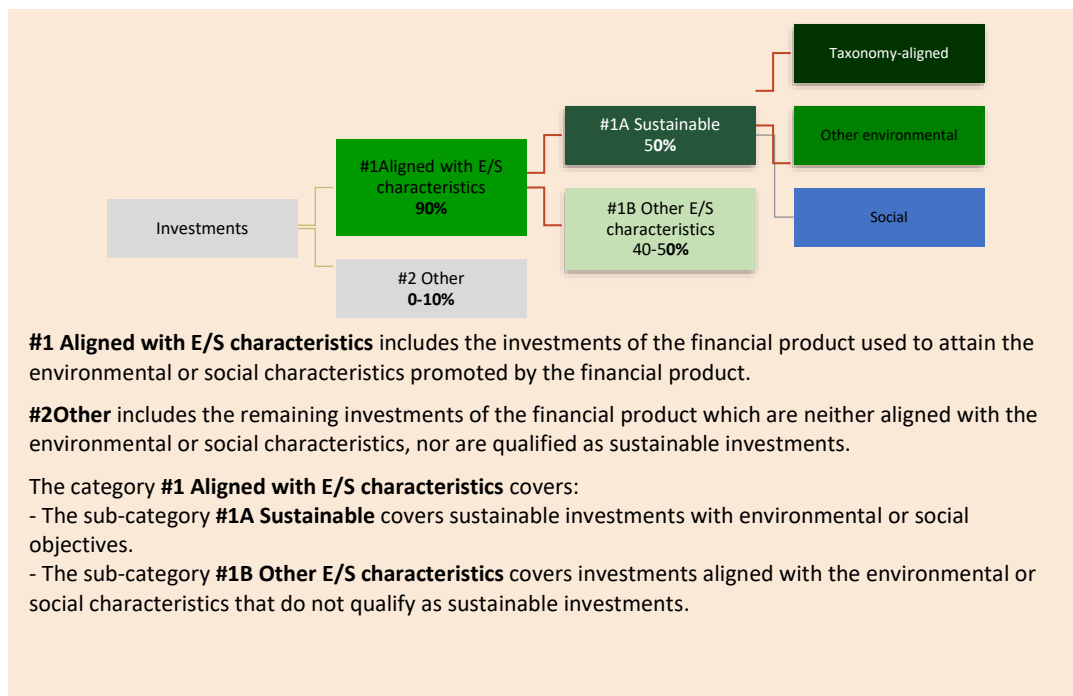 Taxonomy-aligned
#1A Sustainable
50%
Other environmental
#1Aligned with E/S
characteristics
90%
#1B Other E/S
characteristics
40-50%
Social
Investments
#2 Other
0-10%
#1 Aligned with E/S characteristics includes the investments of the financial product used to attain the
environmental or social characteristics promoted by the financial product.
#2Other includes the remaining investments of the financial product which are neither aligned with the
environmental or social characteristics, nor are qualified as sustainable investments.
The category #1 Aligned with E/S characteristics covers:
- The sub-category #1A Sustainable covers sustainable investments with environmental or social
objectives.
- The sub-category #1B Other E/S characteristics covers investments aligned with the environmental or
social characteristics that do not qualify as sustainable investments.